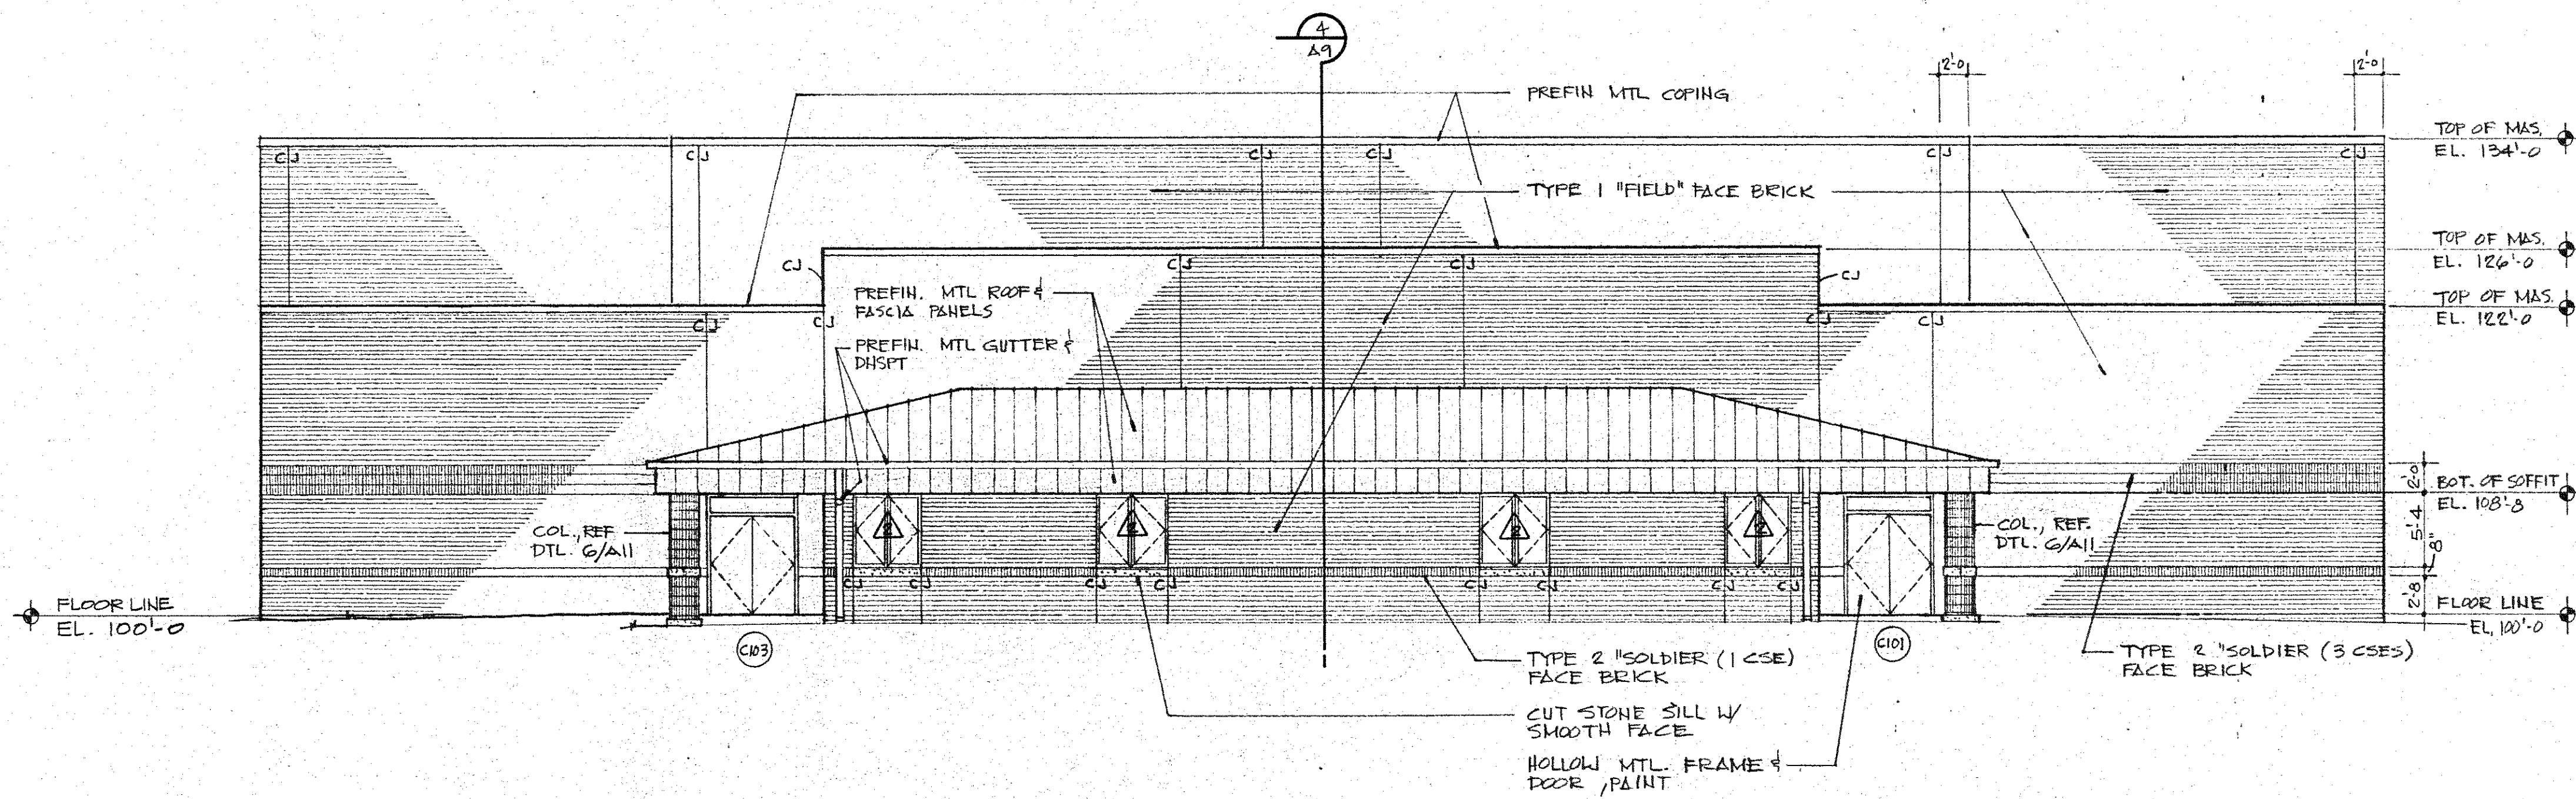 4
A9
2'-0
2'-0
PREFIN MTL COPING
TOP OF MAS.
EL. 134'-0
CJ
CJ
CJ
CJ
CJ
CJ
TYPE 1 "FIELD" FACE BRICK
TOP OF MAS.
EL. 126'-0
CJ
CJ
CJ
CJ
PREFIN. MTL ROOF &
FASCIA PANELS
TOP OF MAS.
EL. 122'-0
CJ
CJ
CJ
CJ
PREFIN. MTL GUTTER &
DNSPT
2'-0
BOT. OF SOFFIT
EL. 108'-8
COL., REF
DTL. 6/A11
2
2
2
2
COL., REF.
DTL. 6/A11
5'-4
8"
CJ
CJ
CJ
CJ
CJ
CJ
CJ
CJ
2'-8
FLOOR LINE
EL. 100'-0
FLOOR LINE
EL. 100'-0
C103
C101
TYPE 2 "SOLDIER (1 CSE)
FACE BRICK
TYPE 2 "SOLDIER (3 CSES)
FACE BRICK
CUT STONE SILL W/
SMOOTH FACE
HOLLOW MTL. FRAME &
DOOR, PAINT